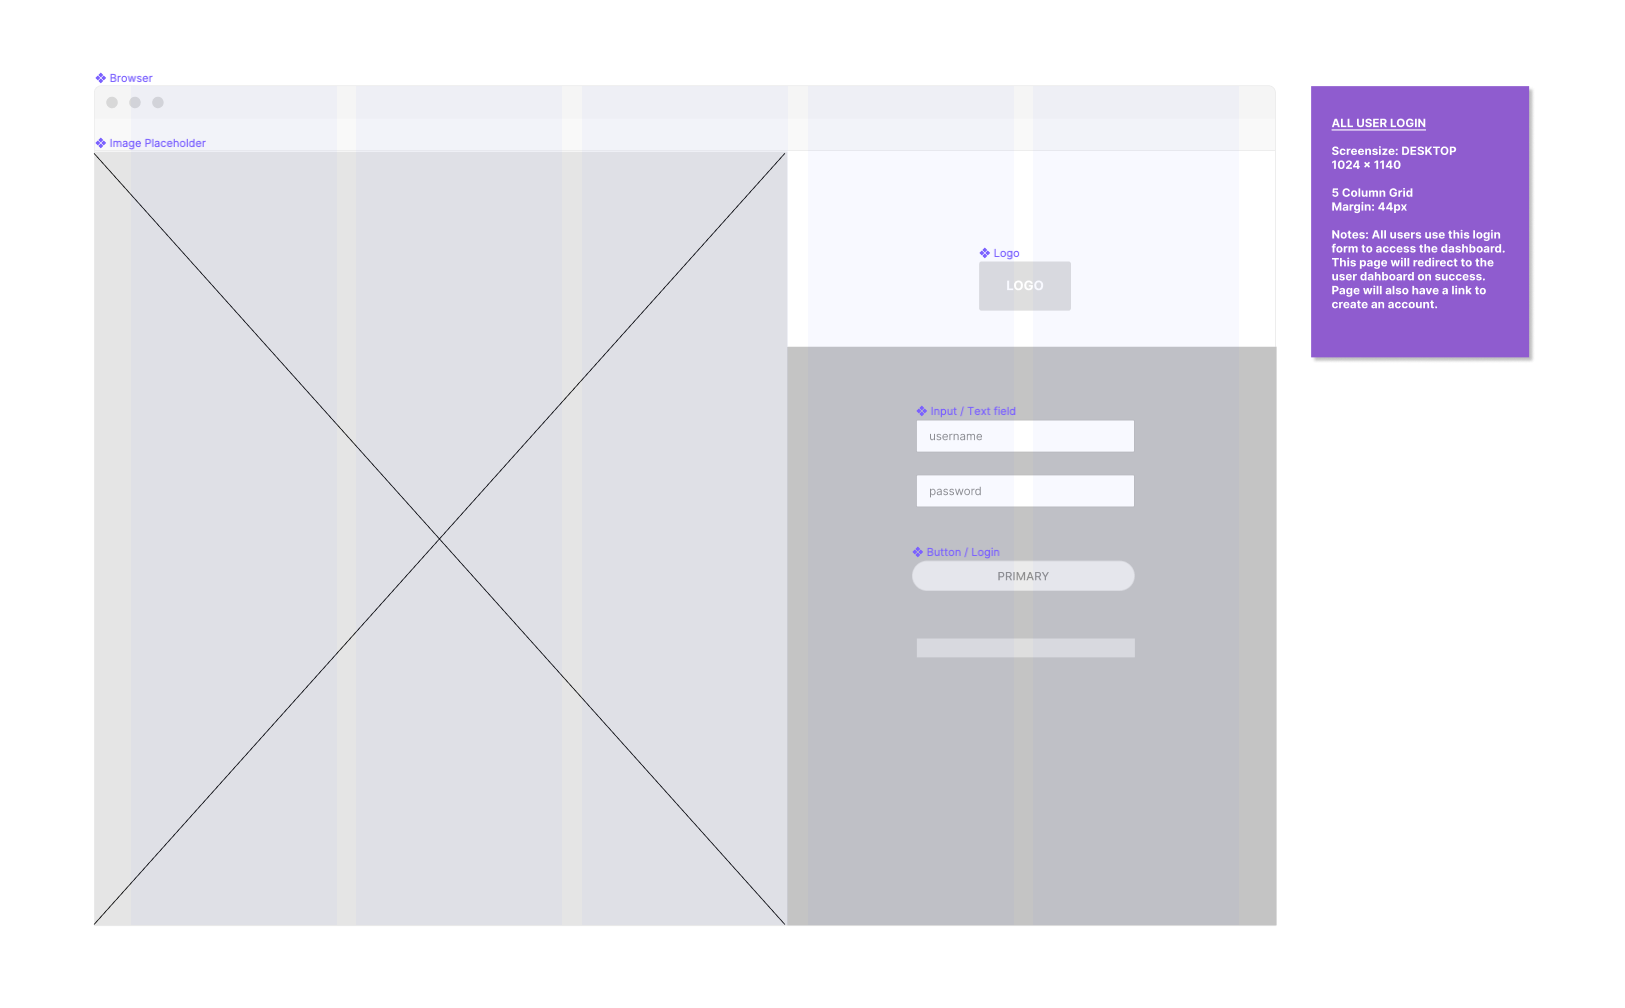 Browser
Image Placeholder
Logo
LOGO
Input / Text field
username
password
Button / Login
PRIMARY
ALL USER LOGIN
Screensize: DESKTOP
1024 × 1140
5 Column Grid
Margin: 44px
Notes: All users use this login
form to access the dashboard.
This page will redirect to the
user dahboard on success.
Page will also have a link to
create an account.